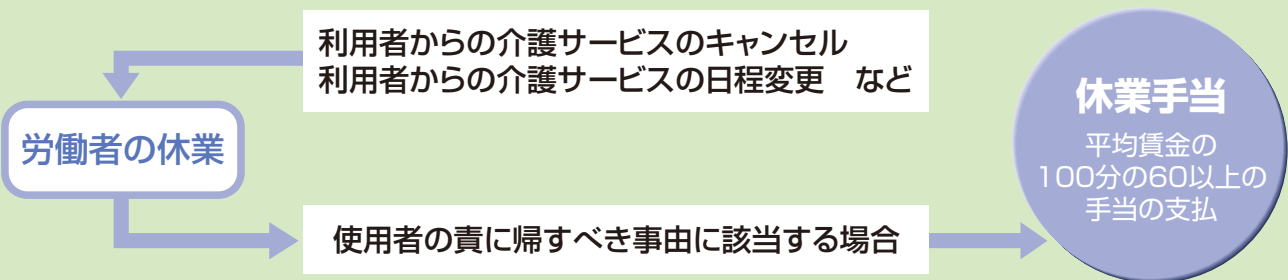 利用者からの介護サービスのキャンセル
利用者からの介護サービスの日程変更　など
労働者の休業
使用者の責に帰すべき事由に該当する場合
休業手当
平均賃金の
100分の60以上の
手当の支払